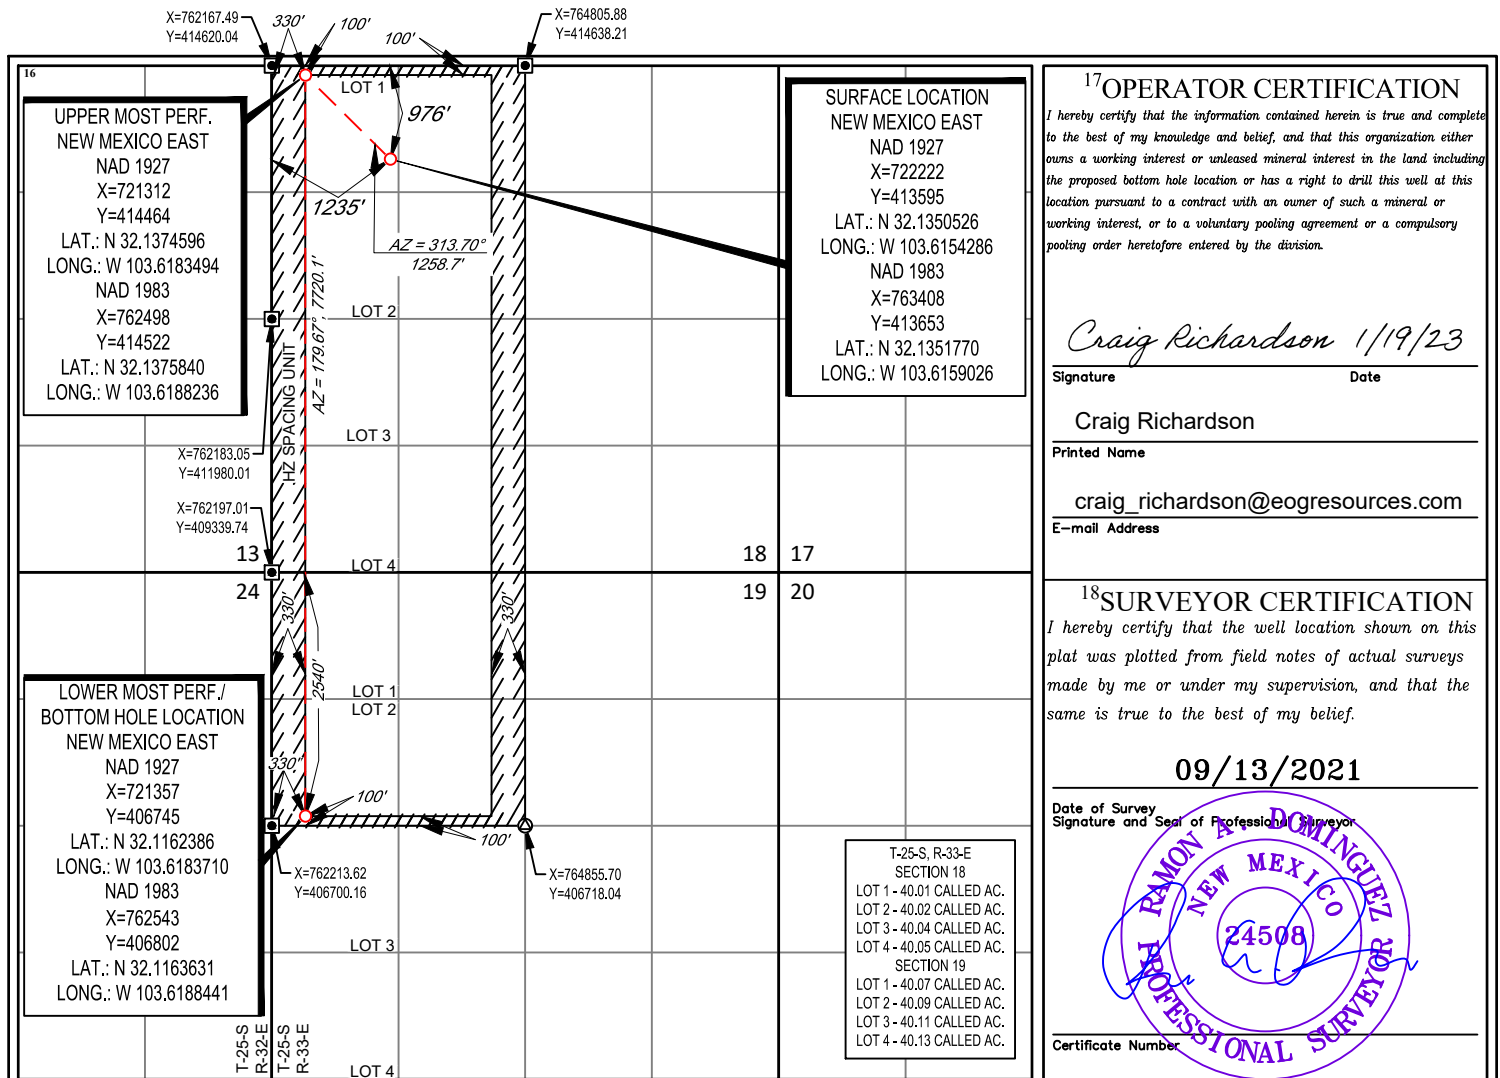 X=762167.49
Y=414620.04
330'
100'
100'
X=764805.88
Y=414638.21
16
UPPER MOST PERF.
NEW MEXICO EAST
NAD 1927
X=721312
Y=414464
LAT.: N 32.1374596
LONG.: W 103.6183494
NAD 1983
X=762498
Y=414522
LAT.: N 32.1375840
LONG.: W 103.6188236
LOT 1
976'
1235'
AZ = 313.70°
1258.7'
SURFACE LOCATION
NEW MEXICO EAST
NAD 1927
X=722222
Y=413595
LAT.: N 32.1350526
LONG.: W 103.6154286
NAD 1983
X=763408
Y=413653
LAT.: N 32.1351770
LONG.: W 103.6159026
LOT 2
HZ SPACING UNIT
AZ = 179.67°, 7720.1'
LOT 3
X=762183.05
Y=411980.01
X=762197.01
Y=409339.74
13
LOT 4
18
17
24
19
20
330'
2540'
330'
LOT 1
LOT 2
LOWER MOST PERF./
BOTTOM HOLE LOCATION
NEW MEXICO EAST
NAD 1927
X=721357
Y=406745
LAT.: N 32.1162386
LONG.: W 103.6183710
NAD 1983
X=762543
Y=406802
LAT.: N 32.1163631
LONG.: W 103.6188441
330'
100'
100'
X=762213.62
Y=406700.16
X=764855.70
Y=406718.04
LOT 3
LOT 4
T-25-S
R-32-E
T-25-S
R-33-E
T-25-S, R-33-E
SECTION 18
LOT 1 - 40.01 CALLED AC.
LOT 2 - 40.02 CALLED AC.
LOT 3 - 40.04 CALLED AC.
LOT 4 - 40.05 CALLED AC.
SECTION 19
LOT 1 - 40.07 CALLED AC.
LOT 2 - 40.09 CALLED AC.
LOT 3 - 40.11 CALLED AC.
LOT 4 - 40.13 CALLED AC.
17OPERATOR CERTIFICATION
I hereby certify that the information contained herein is true and complete
to the best of my knowledge and belief, and that this organization either
owns a working interest or unleased mineral interest in the land including
the proposed bottom hole location or has a right to drill this well at this
location pursuant to a contract with an owner of such a mineral or
working interest, or to a voluntary pooling agreement or a compulsory
pooling order heretofore entered by the division.
Craig Richardson 1/19/23
Signature Date
Craig Richardson
Printed Name
craig_richardson@eogresources.com
E-mail Address
18SURVEYOR CERTIFICATION
I hereby certify that the well location shown on this
plat was plotted from field notes of actual surveys
made by me or under my supervision, and that the
same is true to the best of my belief.
09/13/2021
Date of Survey
Signature and Seal of Professional Surveyor
RAMON A. DOMINGUEZ
NEW MEXICO
24508
PROFESSIONAL SURVEYOR
Certificate Number